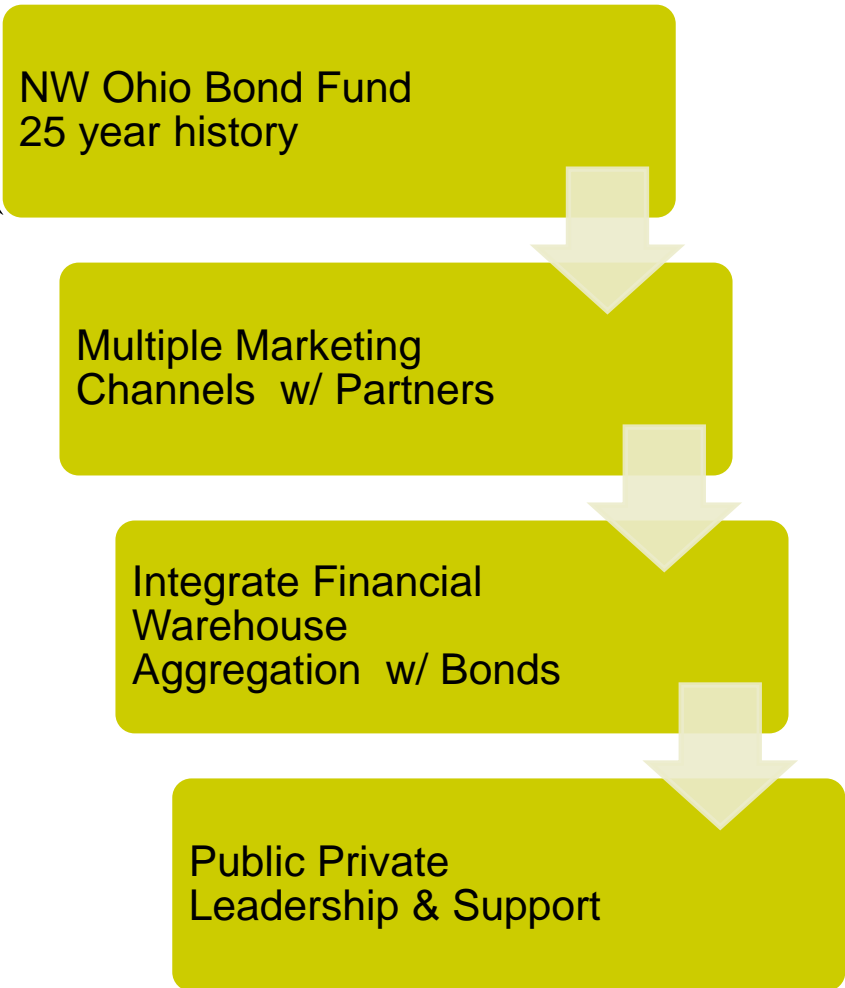 NW Ohio Bond Fund
25 year history
Multiple Marketing
Channels  w/ Partners
Integrate Financial
Warehouse
Aggregation  w/ Bonds
Public Private
Leadership & Support